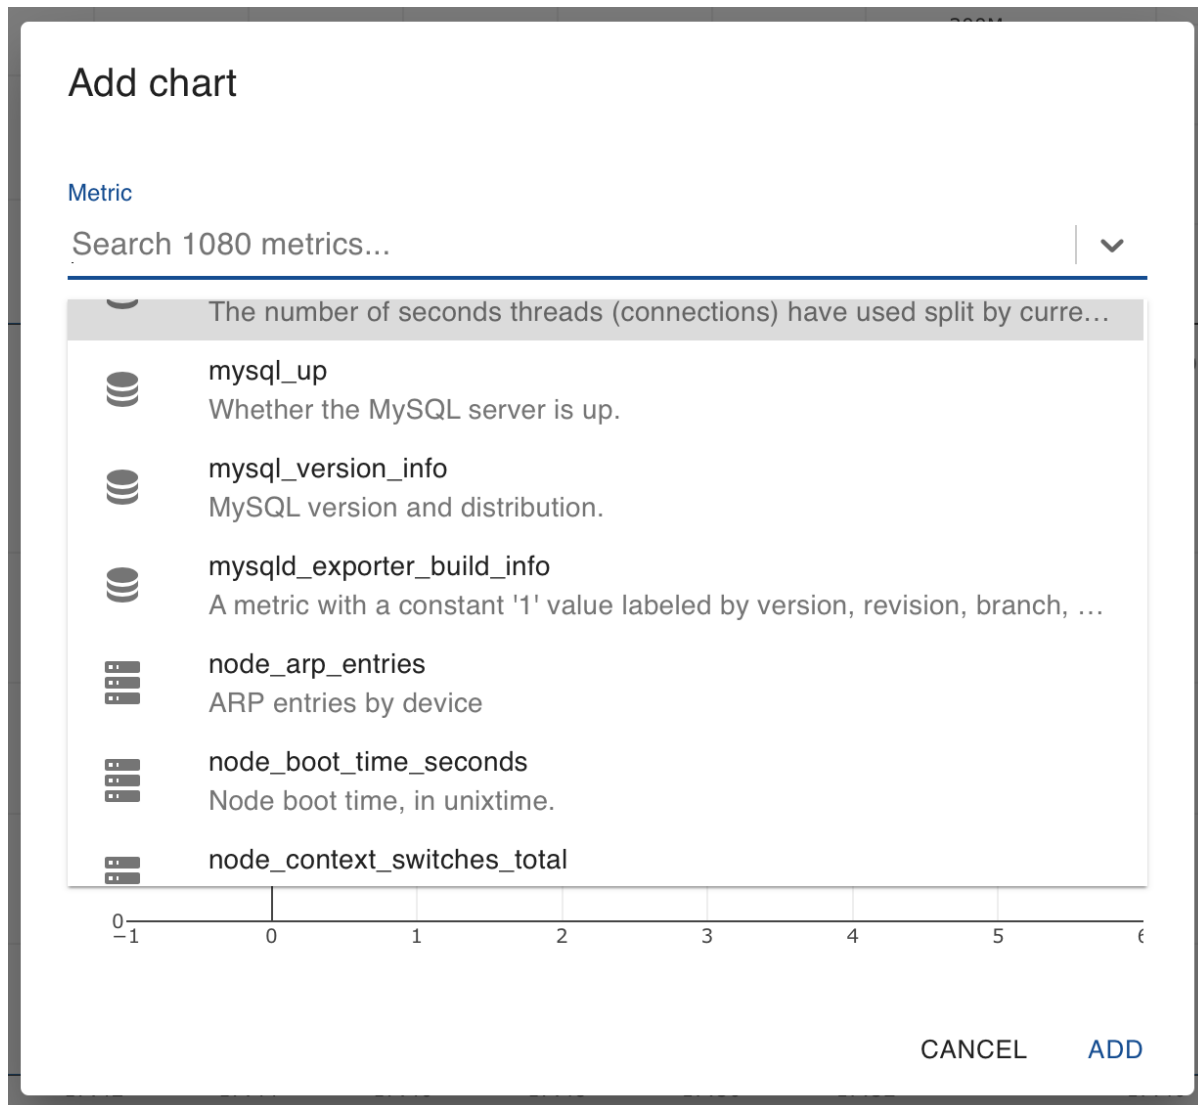 Add chart
Metric
Search 1080 metrics...
The number of seconds threads (connections) have used split by curre...
mysql_up
Whether the MySQL server is up.
mysql_version_info
MySQL version and distribution.
mysqld_exporter_build_info
A metric with a constant '1' value labeled by version, revision, branch, ...
node_arp_entries
ARP entries by device
node_boot_time_seconds
Node boot time, in unixtime.
node_context_switches_total
0
−1 0 1 2 3 4 5
CANCEL ADD